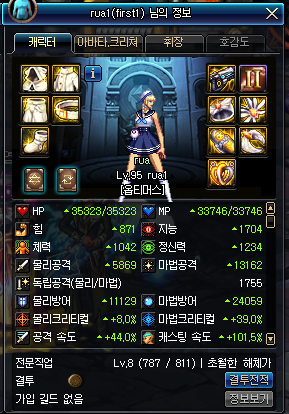 rua1(first1) 님의 정보
캐릭터 아바타,크리쳐 휘장 호감도
rua
Lv.95 rua1
[옵티머스]
HP 35323/35323 MP 33746/33746
힘 871 지능 1704
체력 1042 정신력 1234
물리공격 5869 마법공격 13162
독립공격(물리/마법) 1755
물리방어 11129 마법방어 24059
물리크리티컬 +8,0% 마법크리티컬 +39,0%
공격 속도 +44,0% 캐스팅 속도 +101,5%
전문직업 Lv,8 (787 / 811) | 초월한 해체가
결투 결투전적
가입 길드 없음 정보보기